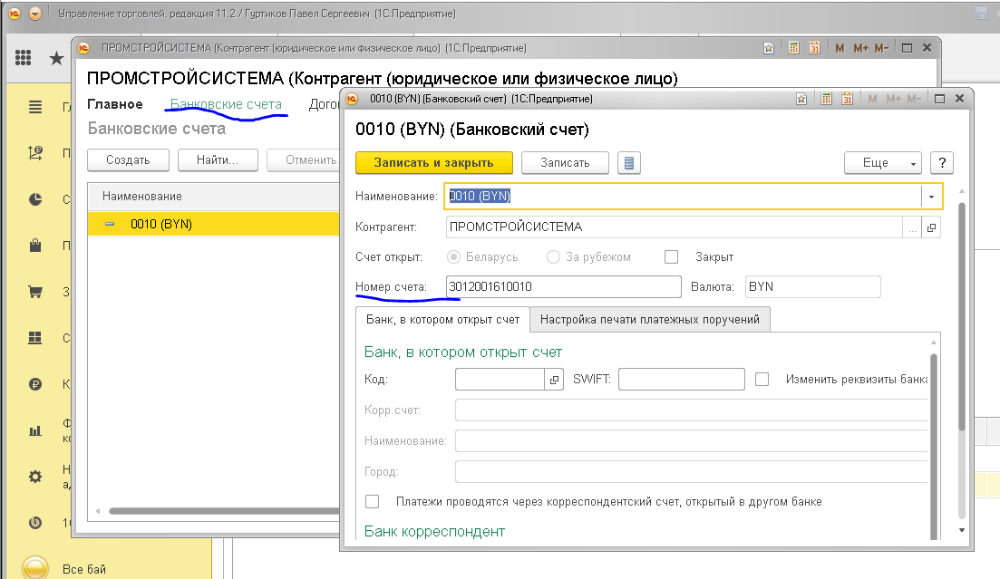 Управление торговлей, редакция 11.2 / Гуртиков Павел Сергеевич (1С:Предприятие)
ПРОМСТРОЙСИСТЕМА (Контрагент (юридическое или физическое лицо) (1С:Предприятие)
M M+ M-
ПРОМСТРОЙСИСТЕМА (Контрагент (юридическое или физическое лицо)
Главное Банковские счета Догог
Банковские счета
Создать Найти... Отменить
Наименование
0010 (BYN)
0010 (BYN) (Банковский счет) (1С:Предприятие)
M M+ M-
0010 (BYN) (Банковский счет)
Записать и закрыть Записать Еще ?
Наименование: 0010 (BYN)
Контрагент: ПРОМСТРОЙСИСТЕМА ...
Счет открыт: Беларусь За рубежом Закрыт
Номер счета: 3012001610010 Валюта: BYN
Банк, в котором открыт счет Настройка печати платежных поручений
Банк, в котором открыт счет
Код: SWIFT: Изменить реквизиты банка
Корр.счет:
Наименование:
Город:
Платежи проводятся через корреспондентский счет, открытый в другом банке
Банк корреспондент
Все бай